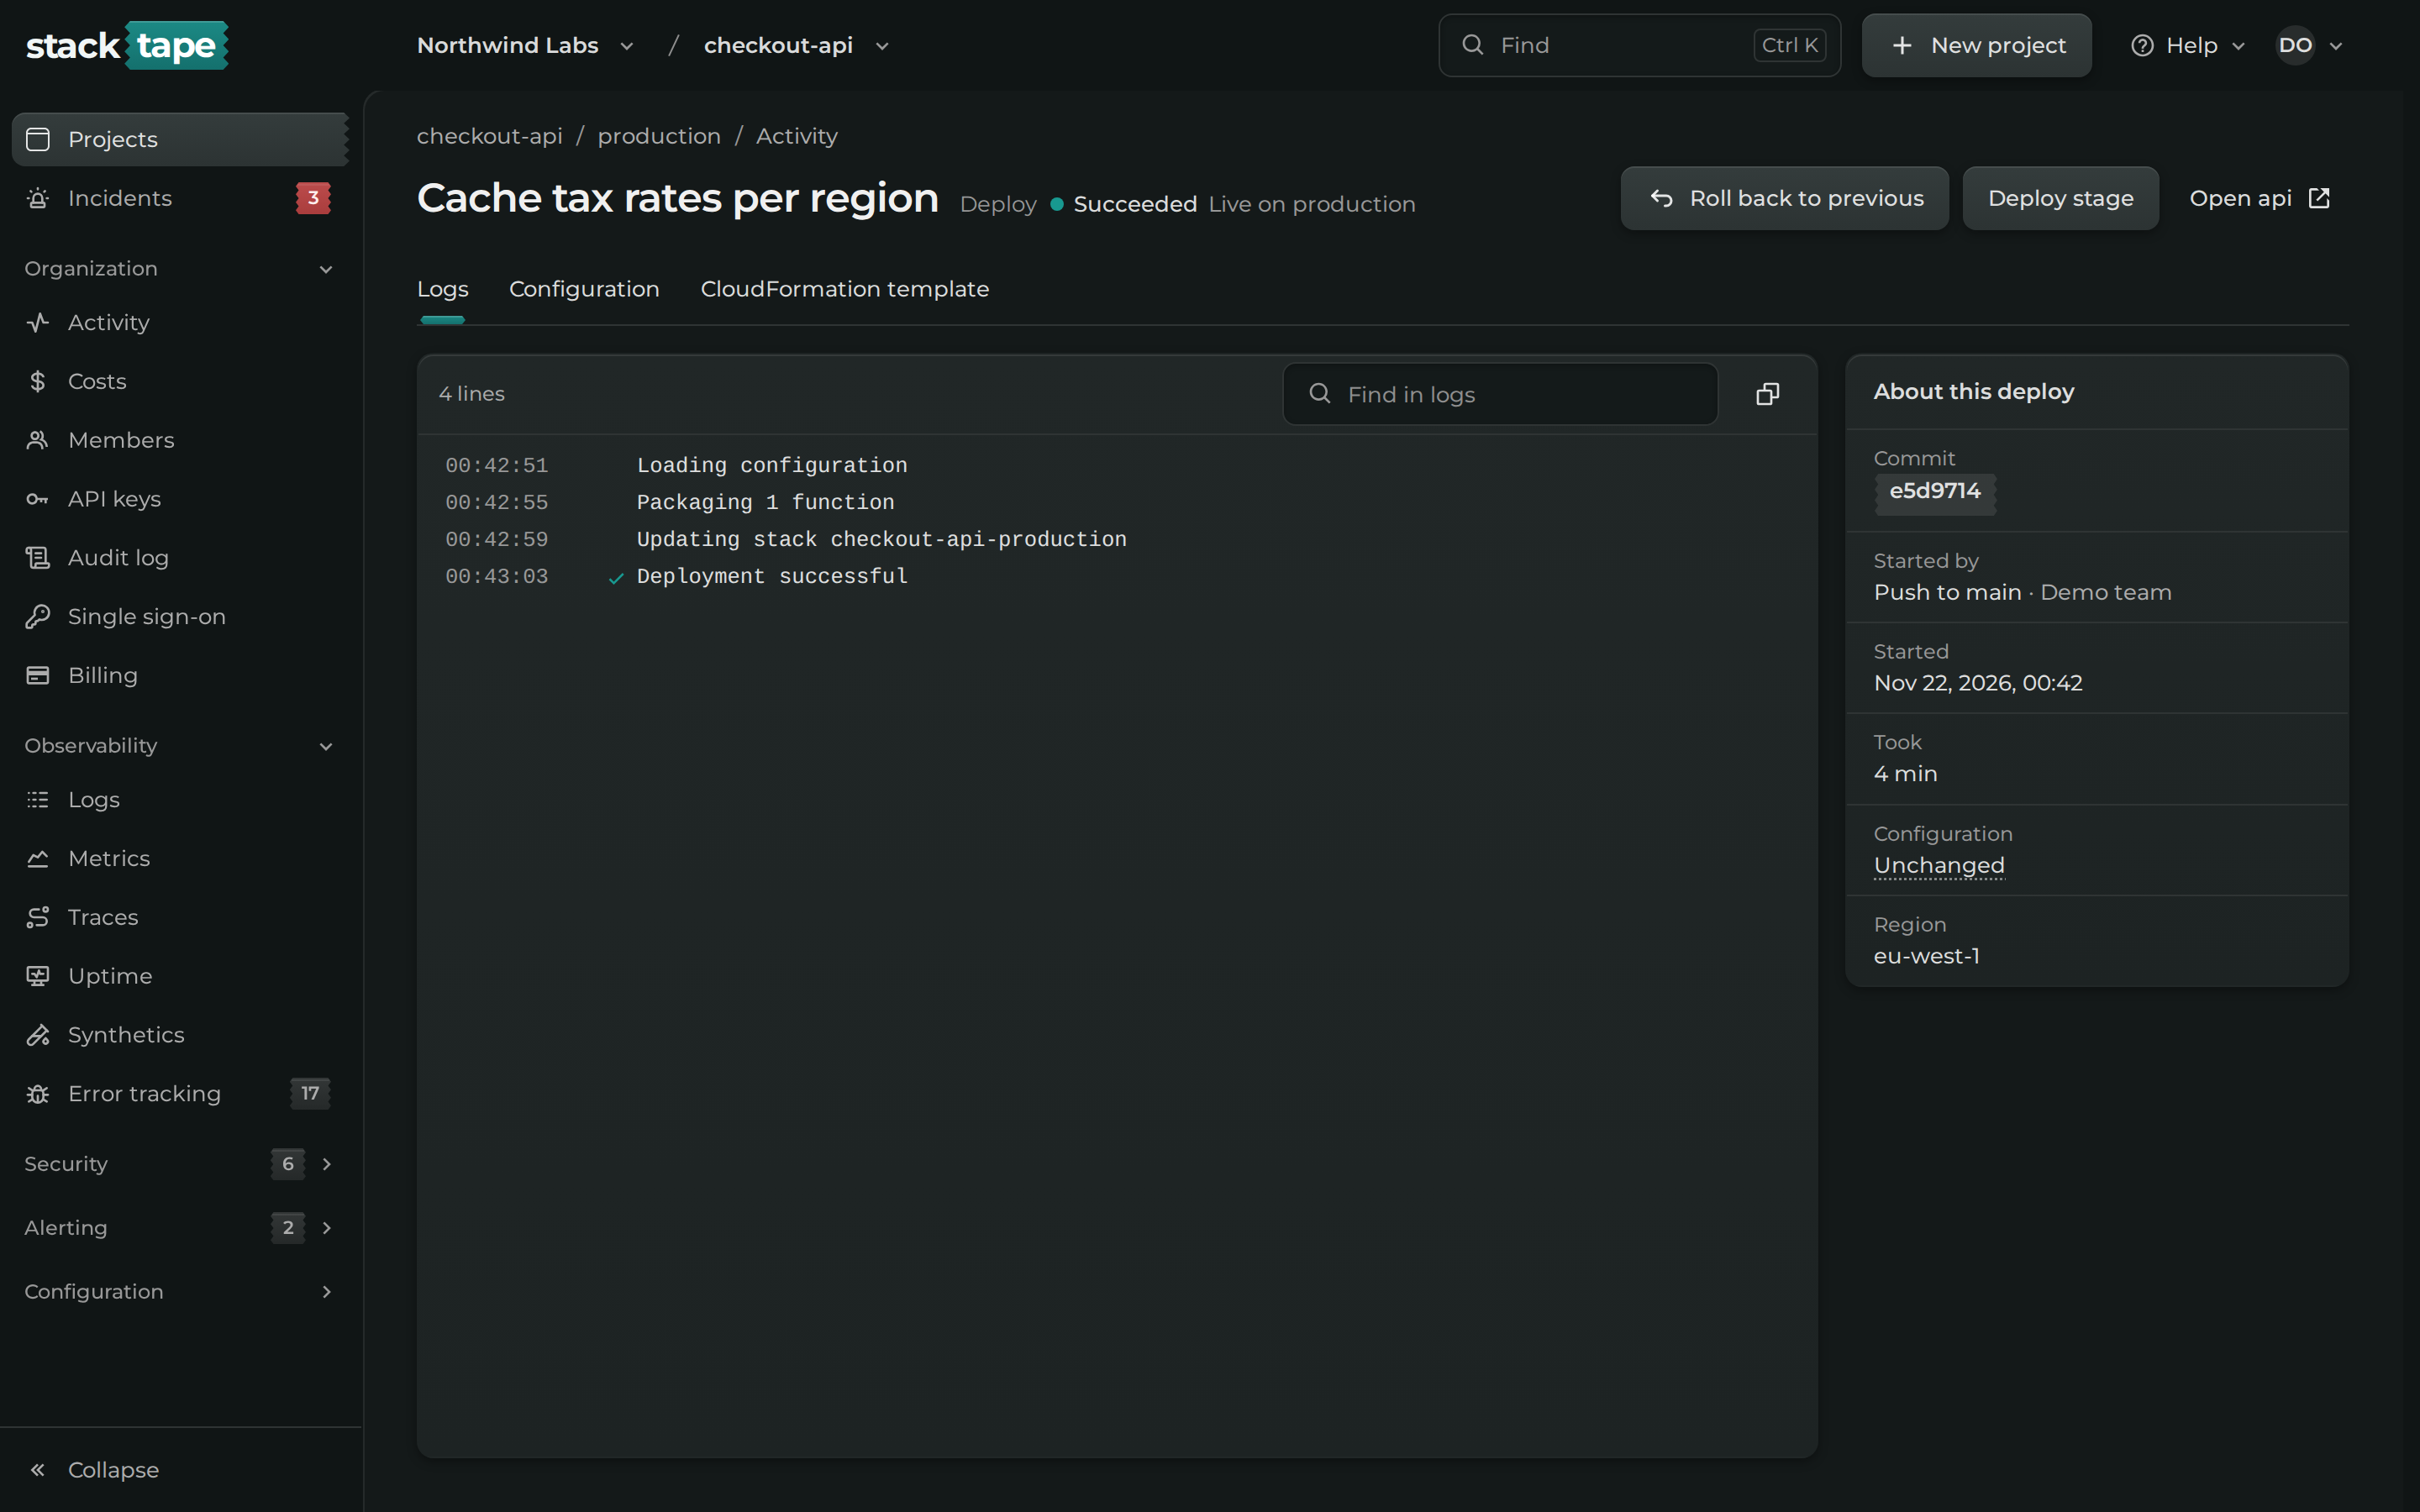 stack tape
Northwind Labs / checkout-api
Find Ctrl K
New project
Help
DO
Projects
Incidents 3
Organization
Activity
Costs
Members
API keys
Audit log
Single sign-on
Billing
Observability
Logs
Metrics
Traces
Uptime
Synthetics
Error tracking 17
Security 6
Alerting 2
Configuration
Collapse
checkout-api / production / Activity
Cache tax rates per region Deploy Succeeded Live on production
Roll back to previous
Deploy stage
Open api
Logs Configuration CloudFormation template
4 lines
Find in logs
00:42:51 Loading configuration
00:42:55 Packaging 1 function
00:42:59 Updating stack checkout-api-production
00:43:03 Deployment successful
About this deploy
Commit
e5d9714
Started by
Push to main · Demo team
Started
Nov 22, 2026, 00:42
Took
4 min
Configuration
Unchanged
Region
eu-west-1